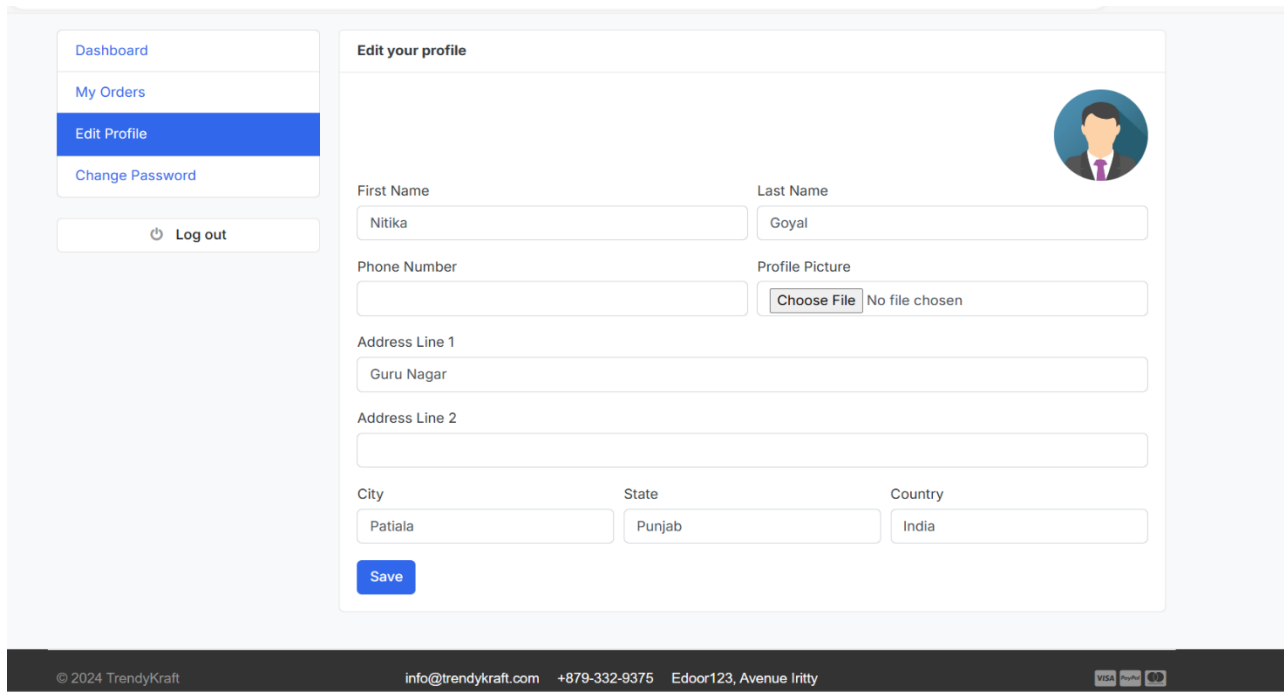 Dashboard
My Orders
Edit Profile
Change Password
Log out
Edit your profile
First Name Last Name
Nitika Goyal
Phone Number Profile Picture
Choose File No file chosen
Address Line 1
Guru Nagar
Address Line 2
City State Country
Patiala Punjab India
Save
© 2024 TrendyKraft info@trendykraft.com +879-332-9375 Edoor123, Avenue Iritty VISA PayPal